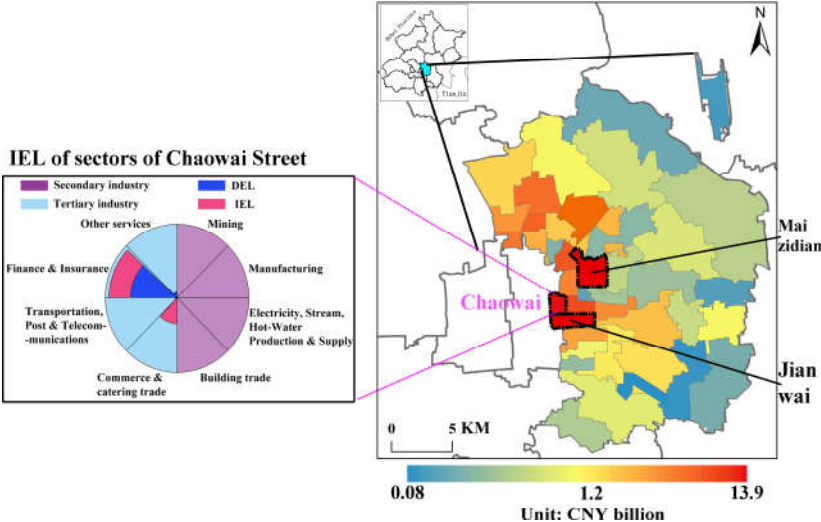 Hebei Province
TianJin
N
IEL of sectors of Chaowai Street
Secondary industry
DEL
Tertiary industry
IEL
Other services
Mining
Finance & Insurance
Manufacturing
Transportation,
Post & Telecom-
-munications
Electricity, Stream,
Hot-Water
Production & Supply
Commerce &
catering trade
Building trade
Chaowai
Mai
zidian
Jian
wai
0 5 KM
0.08 1.2 13.9
Unit: CNY billion